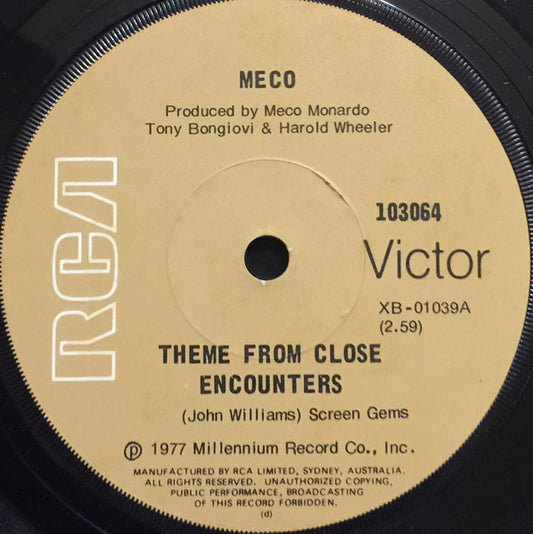 MECO
Produced by Meco Monardo
Tony Bongiovi & Harold Wheeler
RCA
103064
Victor
XB-01039A
(2.59)
THEME FROM CLOSE
ENCOUNTERS
(John Williams) Screen Gems
℗ 1977 Millennium Record Co., Inc.
MANUFACTURED BY RCA LIMITED, SYDNEY, AUSTRALIA.
ALL RIGHTS RESERVED. UNAUTHORIZED COPYING,
PUBLIC PERFORMANCE, BROADCASTING
OF THIS RECORD FORBIDDEN.
(d)